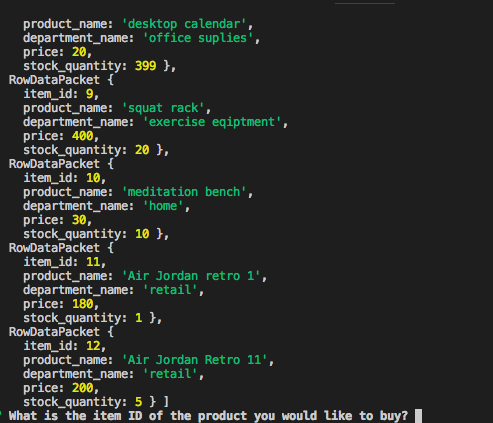 product_name: 'desktop calendar',
department_name: 'office suplies',
price: 20,
stock_quantity: 399 },
RowDataPacket {
item_id: 9,
product_name: 'squat rack',
department_name: 'exercise eqiptment',
price: 400,
stock_quantity: 20 },
RowDataPacket {
item_id: 10,
product_name: 'meditation bench',
department_name: 'home',
price: 30,
stock_quantity: 10 },
RowDataPacket {
item_id: 11,
product_name: 'Air Jordan retro 1',
department_name: 'retail',
price: 180,
stock_quantity: 1 },
RowDataPacket {
item_id: 12,
product_name: 'Air Jordan Retro 11',
department_name: 'retail',
price: 200,
stock_quantity: 5 } ]
? What is the item ID of the product you would like to buy?